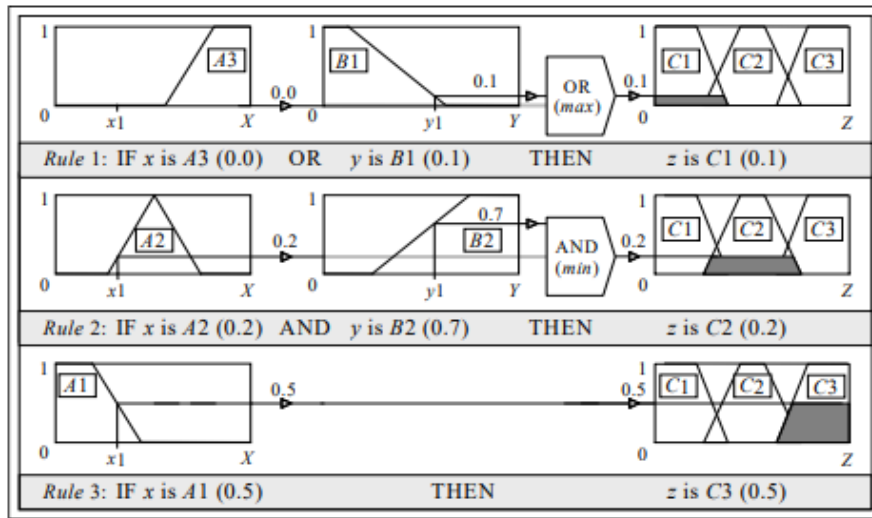 1 A3 1 B1 0.1 OR (max) 0.1 1 C1 C2 C3
0 x1 X 0.0 0 y1 Y 0 Z
Rule 1: IF x is A3 (0.0) OR y is B1 (0.1) THEN z is C1 (0.1)
1 A2 0.2 1 0.7 B2 AND (min) 0.2 1 C1 C2 C3
0 x1 X 0 y1 Y 0 Z
Rule 2: IF x is A2 (0.2) AND y is B2 (0.7) THEN z is C2 (0.2)
1 A1 0.5 0.5 1 C1 C2 C3
0 x1 X 0 Z
Rule 3: IF x is A1 (0.5) THEN z is C3 (0.5)